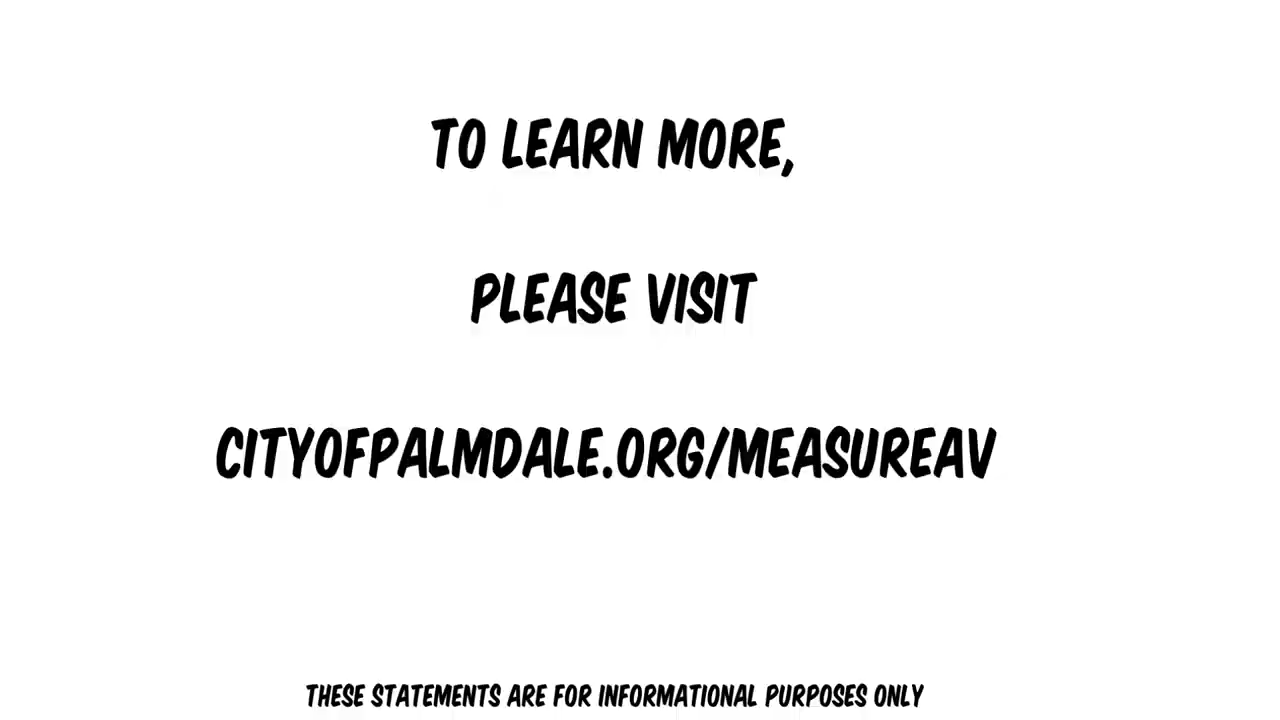 TO LEARN MORE,
PLEASE VISIT
CITYOFPALMDALE.ORG/MEASUREAV
THESE STATEMENTS ARE FOR INFORMATIONAL PURPOSES ONLY